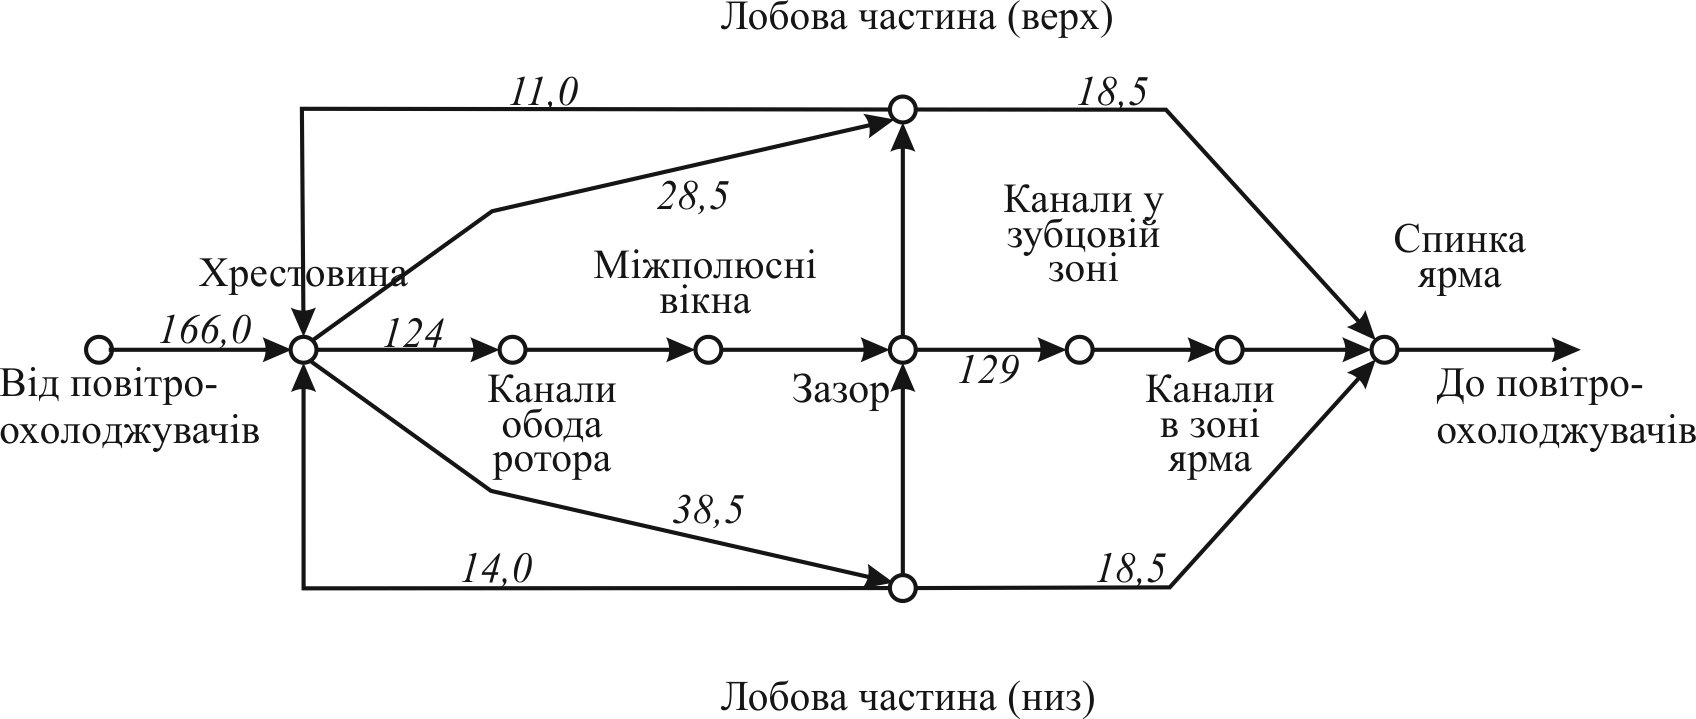 Лобова частина (верх)
11,0
18,5
28,5
Канали у
зубцовій
зоні
Хрестовина
Міжполюсні
вікна
Спинка
ярма
166,0
124
129
Від повітро-
охолоджувачів
Канали
обода
ротора
Зазор
Канали
в зоні
ярма
До повітро-
охолоджувачів
38,5
14,0
18,5
Лобова частина (низ)